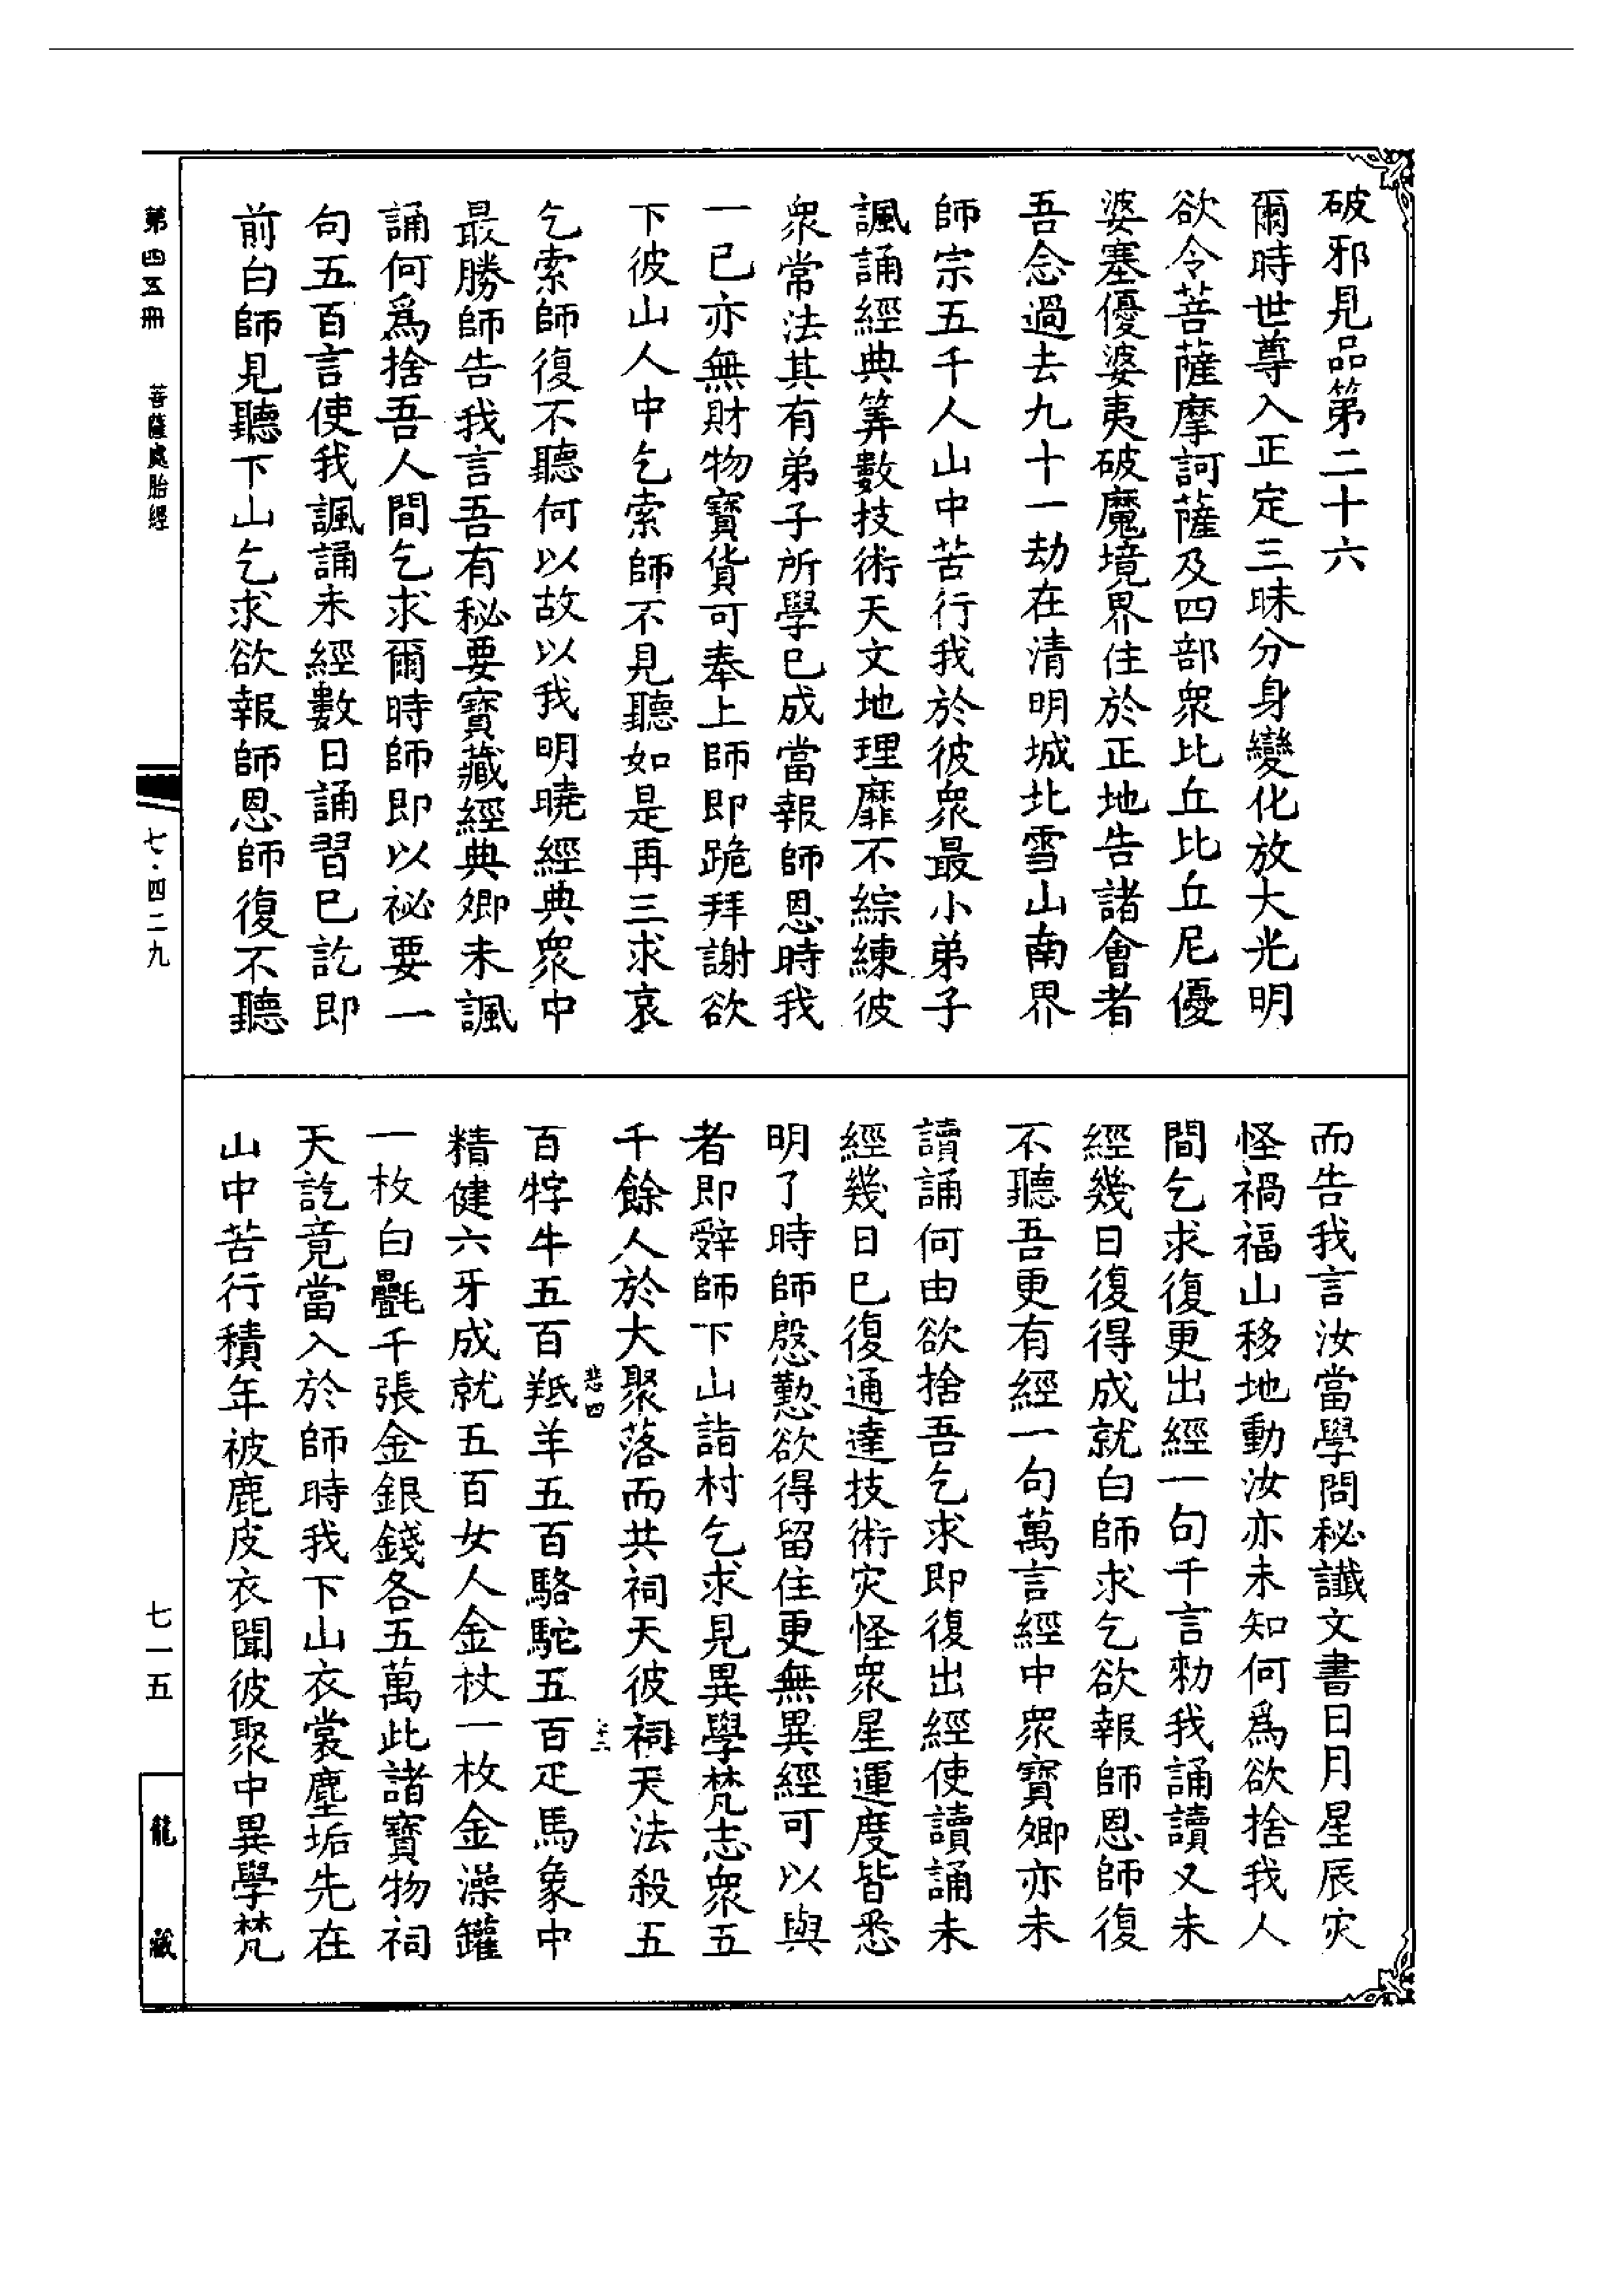 破邪見品第二十六
爾時世尊入正定三昧分身變化放大光明
欲令菩薩摩訶薩及四部衆比丘比丘尼優
婆塞優婆夷破魔境界住於正地告諸會者
吾念過去九十一劫在清明城北雪山南界
師宗五千人山中苦行我於彼衆最小弟子
諷誦經典筭數技術天文地理靡不綜練彼
衆常法其有弟子所學已成當報師恩時我
一已亦無財物寶貨可奉上師即跪拜謝欲
下彼山人中乞索師不見聽如是再三求哀
乞索師復不聽何以故以我明曉經典衆中
最勝師告我言吾有秘要寶藏經典卿未諷
誦何爲捨吾人間乞求爾時師即以祕要一
句五百言使我諷誦未經數日誦習已訖即
前白師見聽下山乞求欲報師恩師復不聽
而告我言汝當學問秘讖文書日月星辰灾
怪禍福山移地動汝亦未知何爲欲捨我人
間乞求復更出經一句千言勑我誦讀又未
經幾日復得成就白師求乞欲報師恩師復
不聽吾更有經一句萬言經中衆寶卿亦未
讀誦何由欲捨吾乞求即復出經使讀誦未
經幾日已復通達技術灾怪衆星運度皆悉
明了時師慇懃欲得留住更無異經可以與
者即辭師下山詣村乞求見異學梵志衆五
千餘人於大聚落而共祠天彼祠天法殺五
百牸牛五百羝羊五百駱駝五百疋馬象中
精健六牙成就五百女人金杖一枚金澡罐
一枚白氎千張金銀錢各五萬此諸寶物祠
天訖竟當入於師時我下山衣裳塵垢先在
山中苦行積年被鹿皮衣聞彼聚中異學梵
悲四
第四五冊
菩薩處胎經
七·四二九
七一五
龍藏